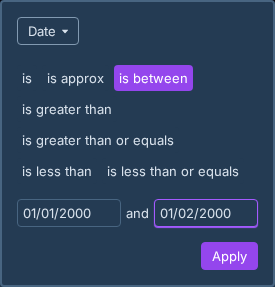 Date
is is approx is between
is greater than
is greater than or equals
is less than is less than or equals
01/01/2000 and 01/02/2000
Apply